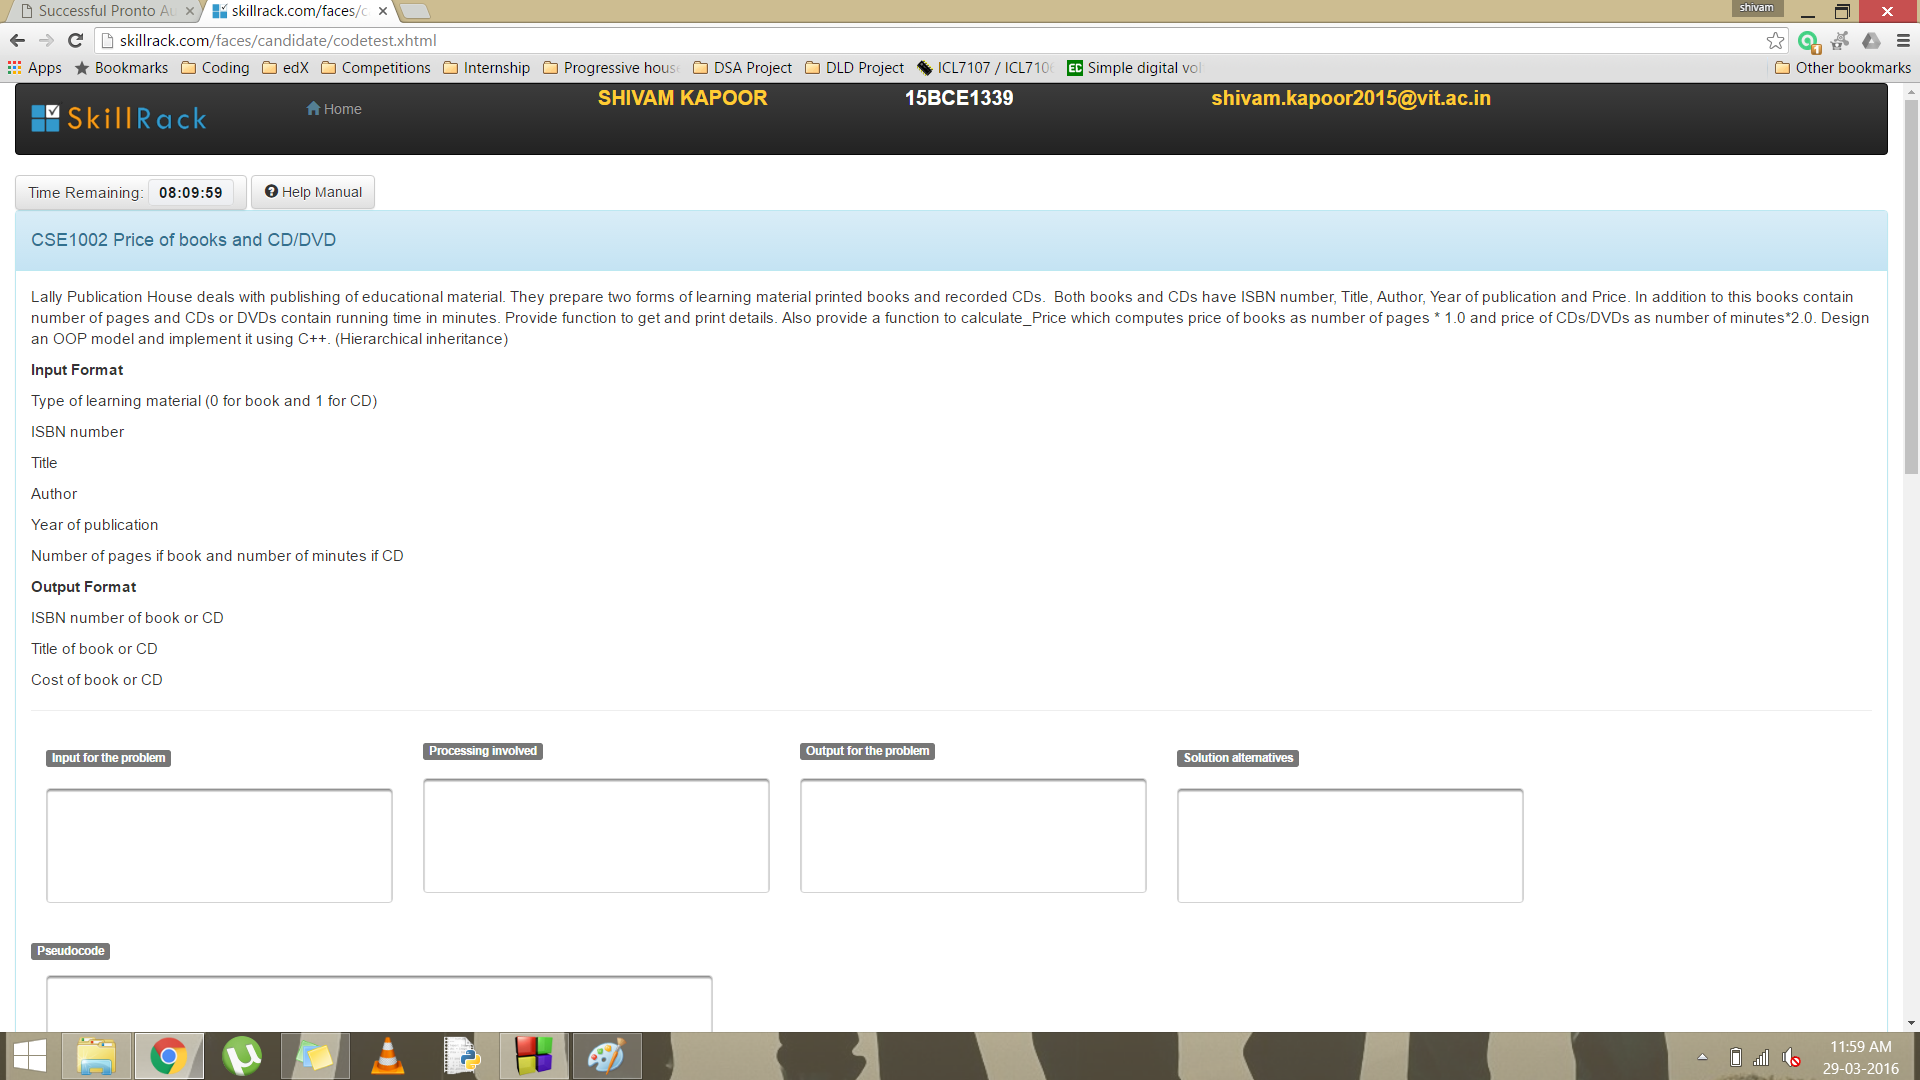 Successful Pronto Au
skillrack.com/faces/c
shivam
skillrack.com/faces/candidate/codetest.xhtml
Apps Bookmarks Coding edX Competitions Internship Progressive hous DSA Project DLD Project ICL7107 / ICL710 EC Simple digital vol Other bookmarks
SkillRack Home SHIVAM KAPOOR 15BCE1339 shivam.kapoor2015@vit.ac.in
Time Remaining: 08:09:59 Help Manual
CSE1002 Price of books and CD/DVD
Lally Publication House deals with publishing of educational material. They prepare two forms of learning material printed books and recorded CDs.  Both books and CDs have ISBN number, Title, Author, Year of publication and Price. In addition to this books contain
number of pages and CDs or DVDs contain running time in minutes. Provide function to get and print details. Also provide a function to calculate_Price which computes price of books as number of pages * 1.0 and price of CDs/DVDs as number of minutes*2.0. Design
an OOP model and implement it using C++. (Hierarchical inheritance)
Input Format
Type of learning material (0 for book and 1 for CD)
ISBN number
Title
Author
Year of publication
Number of pages if book and number of minutes if CD
Output Format
ISBN number of book or CD
Title of book or CD
Cost of book or CD
Input for the problem Processing involved Output for the problem Solution alternatives
Pseudocode
11:59 AM
29-03-2016